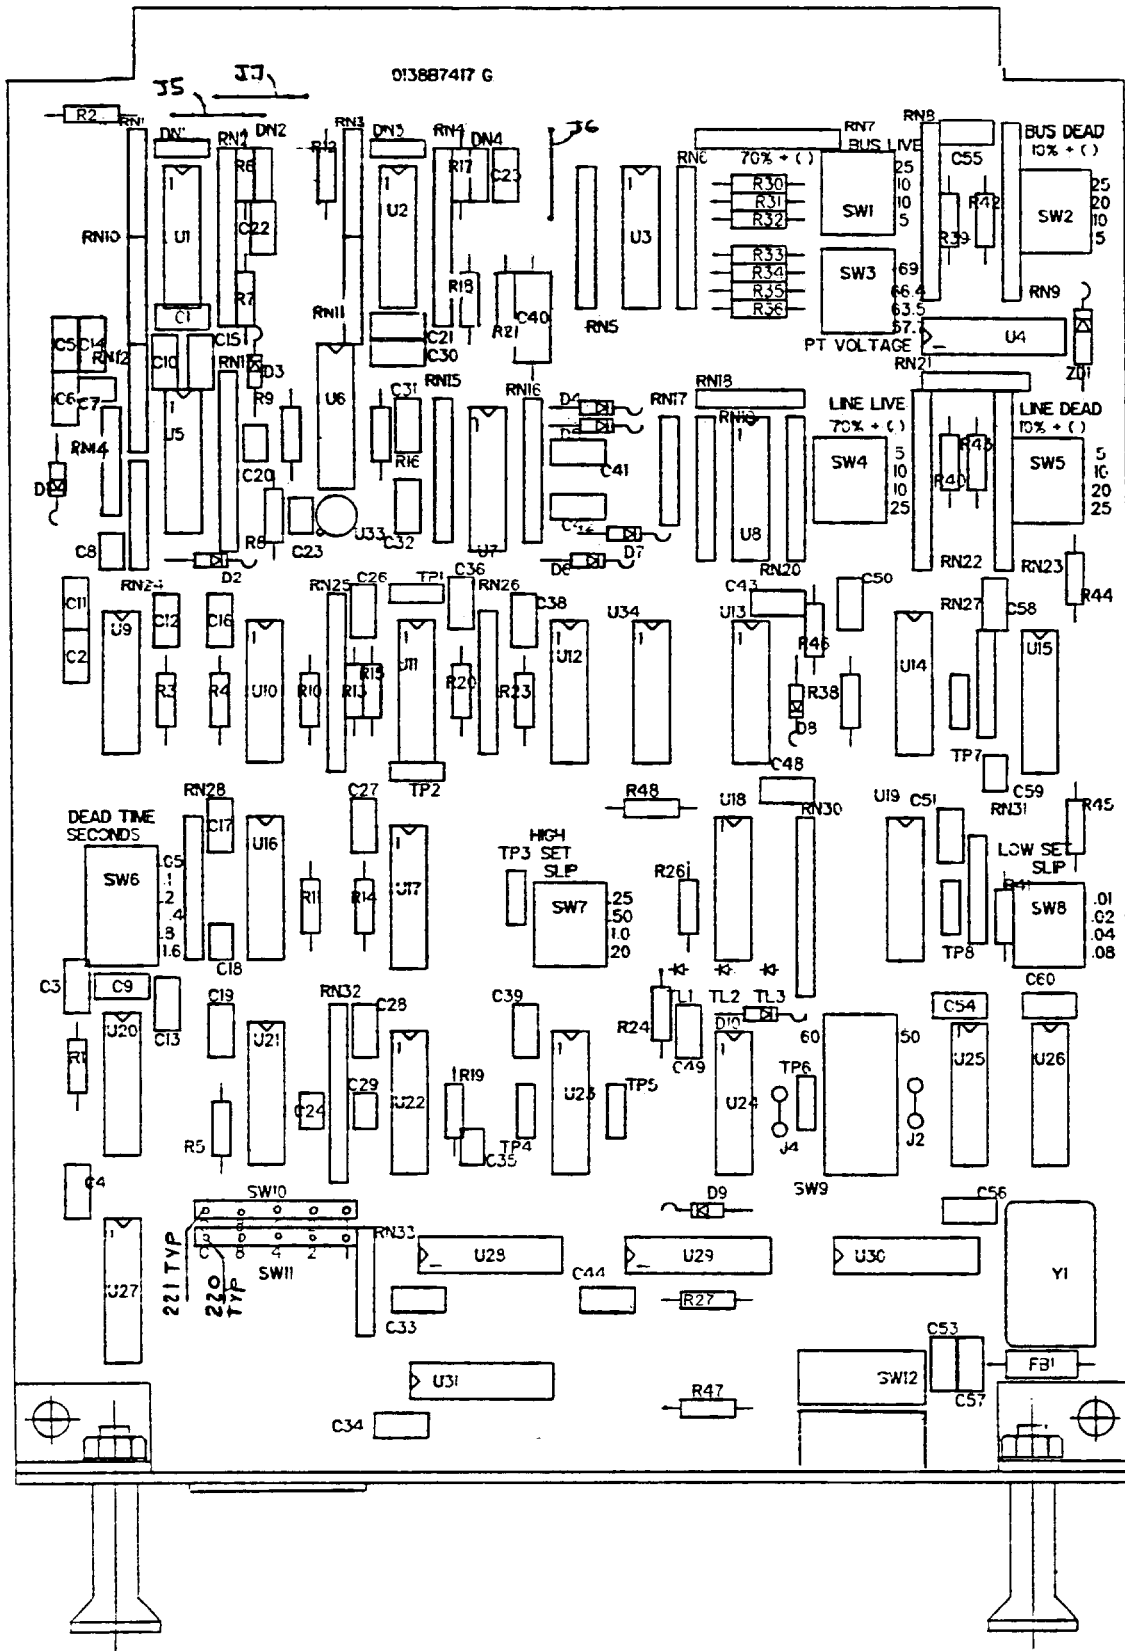 J5
J7
0138B7417 G
J6
R2
RN1
DN1
RN2
DN2
R12
RN3
DN3
RN4
DN4
RN7
RN8
BUS LIVE
70% + ( )
BUS DEAD
10% + ( )
C55
R6
R17
C23
RN6
25
10
10
5
R30
R31
R32
SW1
25
20
10
5
SW2
R42
R39
U1
U2
U3
C22
RN10
R33
R34
R35
R36
SW3
69
66.4
63.5
67.7
PT VOLTAGE
R7
R18
R21
C40
RN5
RN9
RN11
C1
C21
C30
C15
U4
ZD1
C5
C14
RN12
C10
D3
R9
RN21
C6
C7
U5
U6
C31
RN15
RN16
D4
D5
RN17
RN18
LINE LIVE
70% + ( )
LINE DEAD
10% + ( )
RN14
C20
R16
C41
SW4
5
10
10
25
R43
R40
SW5
5
10
20
25
R8
C23
U33
C32
U7
U8
C8
D2
D6
D7
RN20
RN22
RN23
RN24
C11
C12
C16
RN25
C26
TP1
C36
RN26
C38
U34
U13
C43
C50
RN27
C58
R44
C2
U9
U10
U11
U12
U14
U15
R46
R3
R4
R10
R13
R15
R20
R23
R38
D8
TP2
TP7
C59
C48
RN28
C27
R48
U18
RN30
U19
C51
RN31
R45
DEAD TIME
SECONDS
C17
U16
HIGH
SET
SLIP
TP3
LOW SET
SLIP
SW6
.05
.1
.2
.4
.8
1.6
R11
R14
U17
SW7
.25
.50
1.0
.20
R26
R41
SW8
.01
.02
.04
.08
TP8
C18
C3
C9
C13
C19
RN32
C28
C39
TL1
TL2
TL3
D10
C54
C60
R24
C49
60
50
U20
U21
R1
C24
C29
R19
U22
U23
TP5
U24
TP6
U25
U26
R5
C35
TP4
J4
J2
SW9
C4
SW10
D9
C56
0
8
4
2
1
SW11
RN33
221 TYP
220
TYP
U27
U28
U29
U30
Y1
C33
C44
R27
C53
FB1
U31
SW12
C57
C34
R47